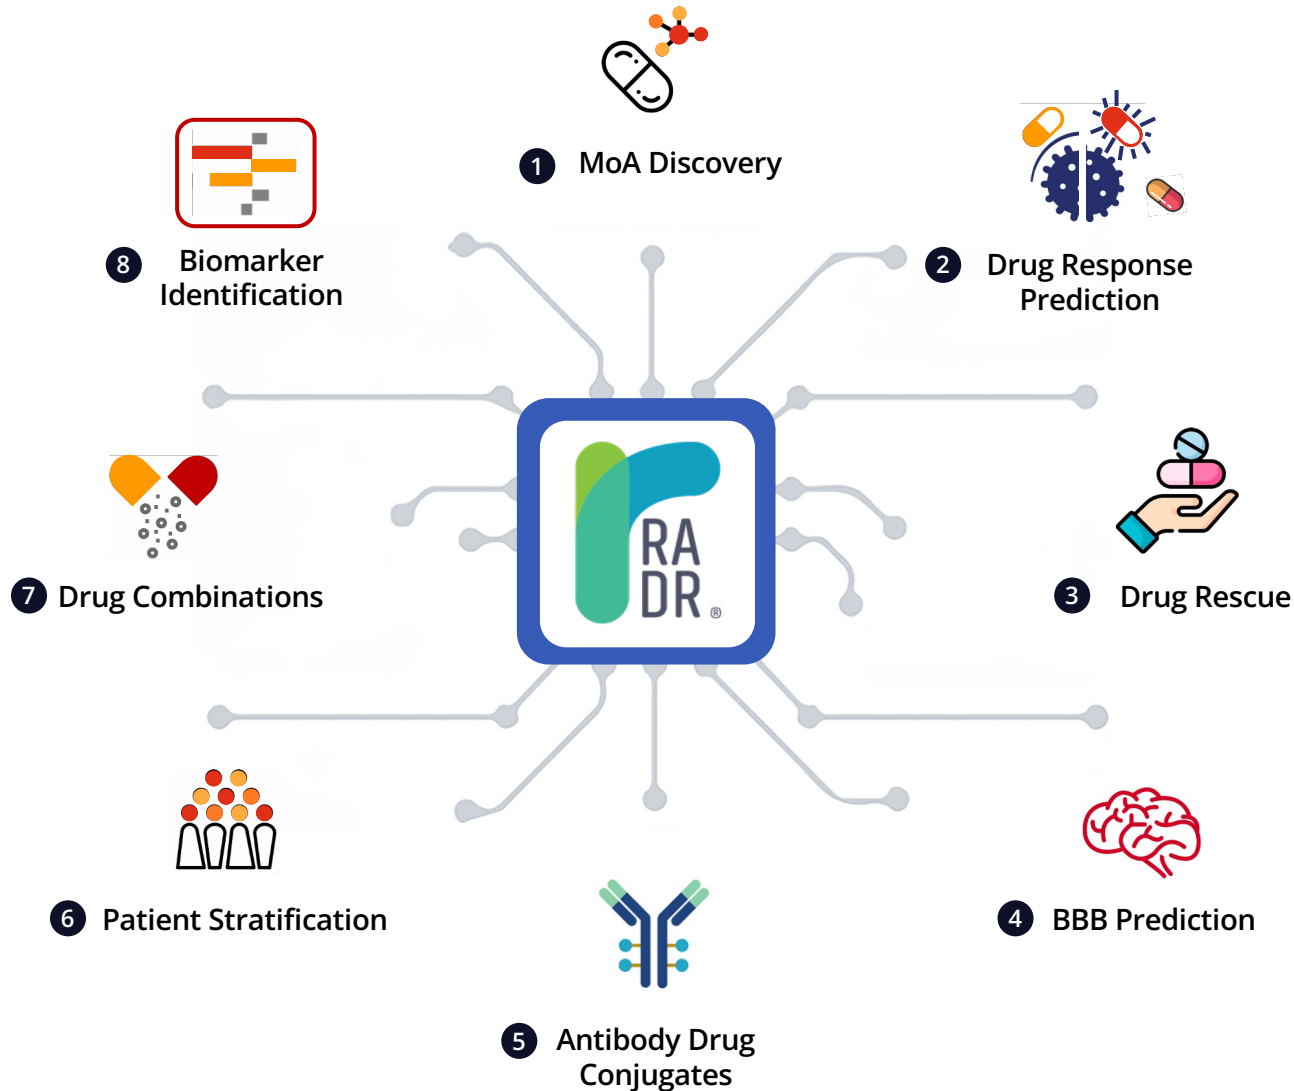 1 MoA Discovery
2 Drug Response
Prediction
3 Drug Rescue
4 BBB Prediction
5 Antibody Drug
Conjugates
6 Patient Stratification
7 Drug Combinations
8 Biomarker
Identification
RA
DR ®